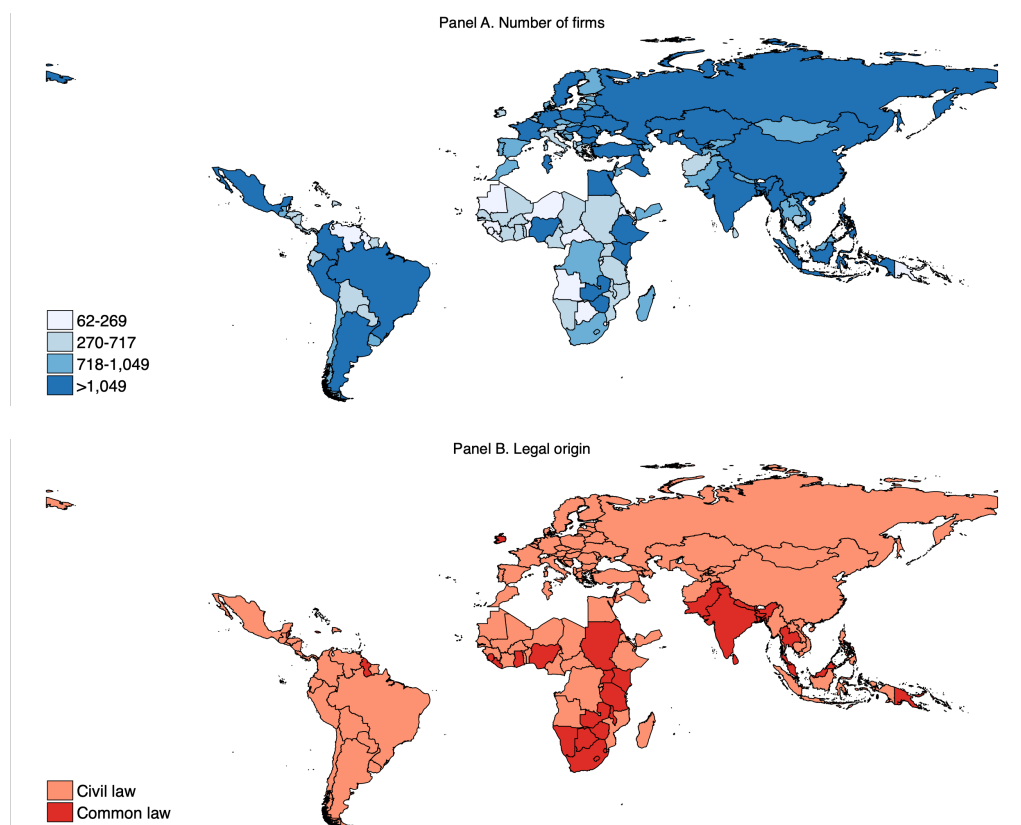 Panel A. Number of firms
62-269
270-717
718-1,049
>1,049
Panel B. Legal origin
Civil law
Common law